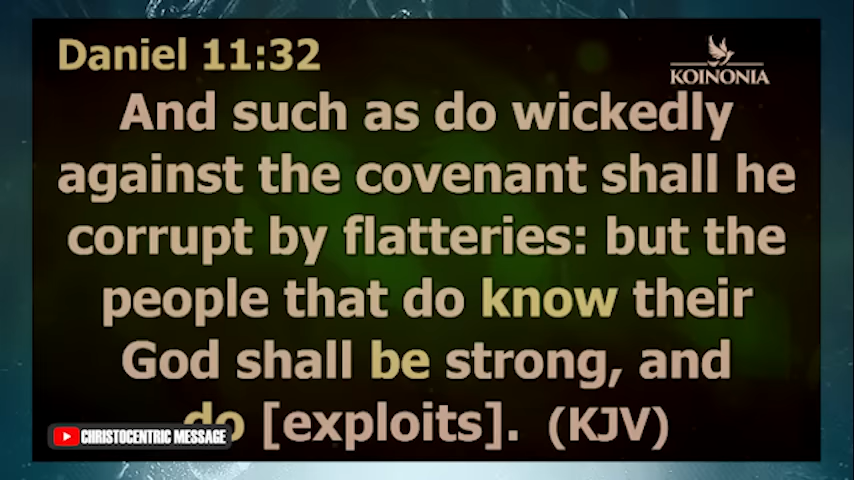 Daniel 11:32
KOINONIA
And such as do wickedly
against the covenant shall he
corrupt by flatteries: but the
people that do know their
God shall be strong, and
do [exploits]. (KJV)
CHRISTOCENTRIC MESSAGE